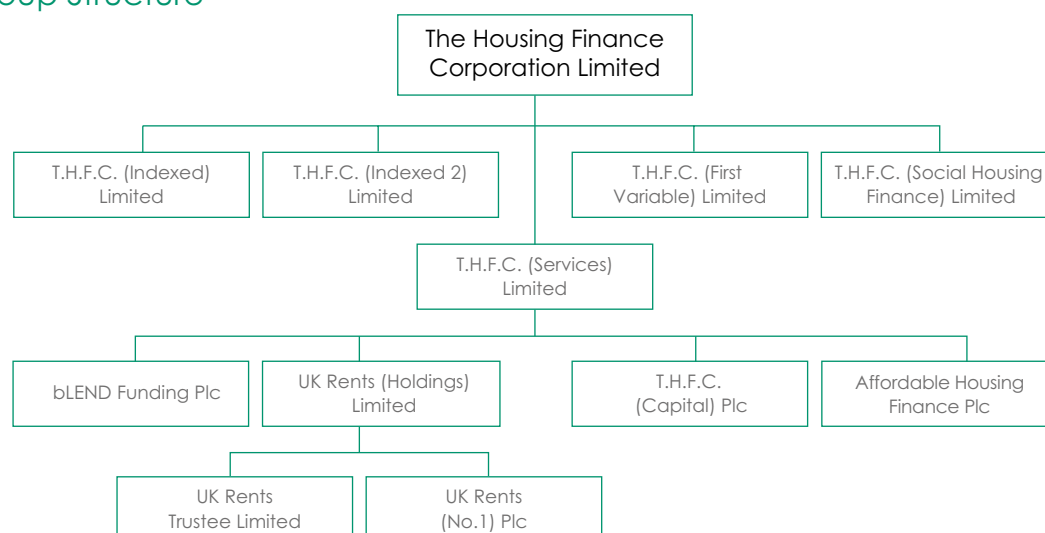 The Housing Finance
Corporation Limited
T.H.F.C. (Indexed)
Limited
T.H.F.C. (Indexed 2)
Limited
T.H.F.C. (First
Variable) Limited
T.H.F.C. (Social Housing
Finance) Limited
T.H.F.C. (Services)
Limited
bLEND Funding Plc
UK Rents (Holdings)
Limited
T.H.F.C.
(Capital) Plc
Affordable Housing
Finance Plc
UK Rents
Trustee Limited
UK Rents
(No.1) Plc